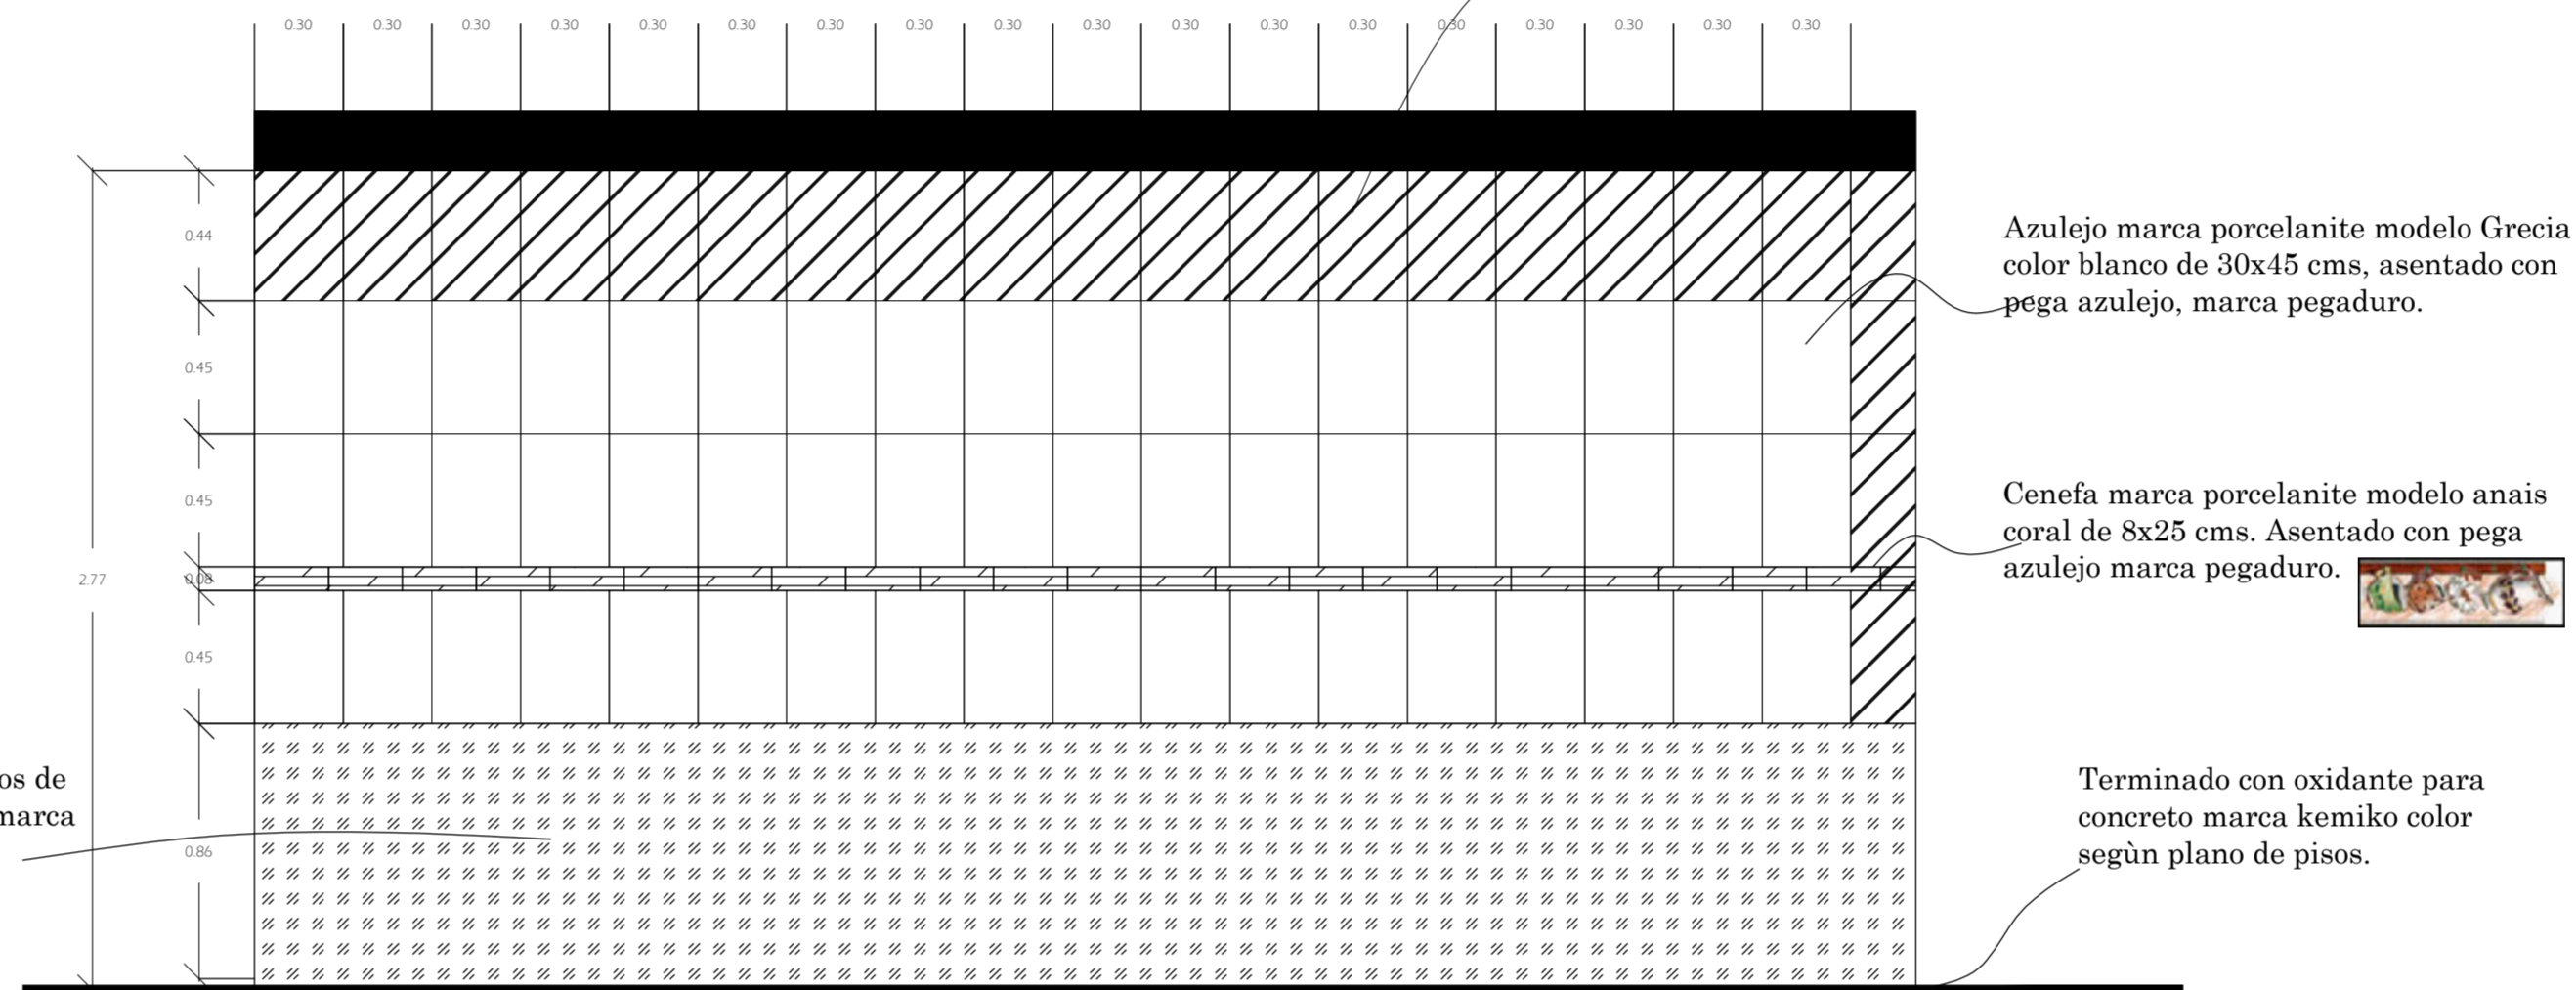 0.30 0.30 0.30 0.30 0.30 0.30 0.30 0.30 0.30 0.30 0.30 0.30 0.30 0.30 0.30 0.30 0.30 0.30
0.44
Azulejo marca porcelanite modelo Grecia
color blanco de 30x45 cms, asentado con
pega azulejo, marca pegaduro.
0.45
0.45
Cenefa marca porcelanite modelo anais
coral de 8x25 cms. Asentado con pega
azulejo marca pegaduro.
2.77
0.08
0.45
os de
marca
0.86
Terminado con oxidante para
concreto marca kemiko color
segùn plano de pisos.